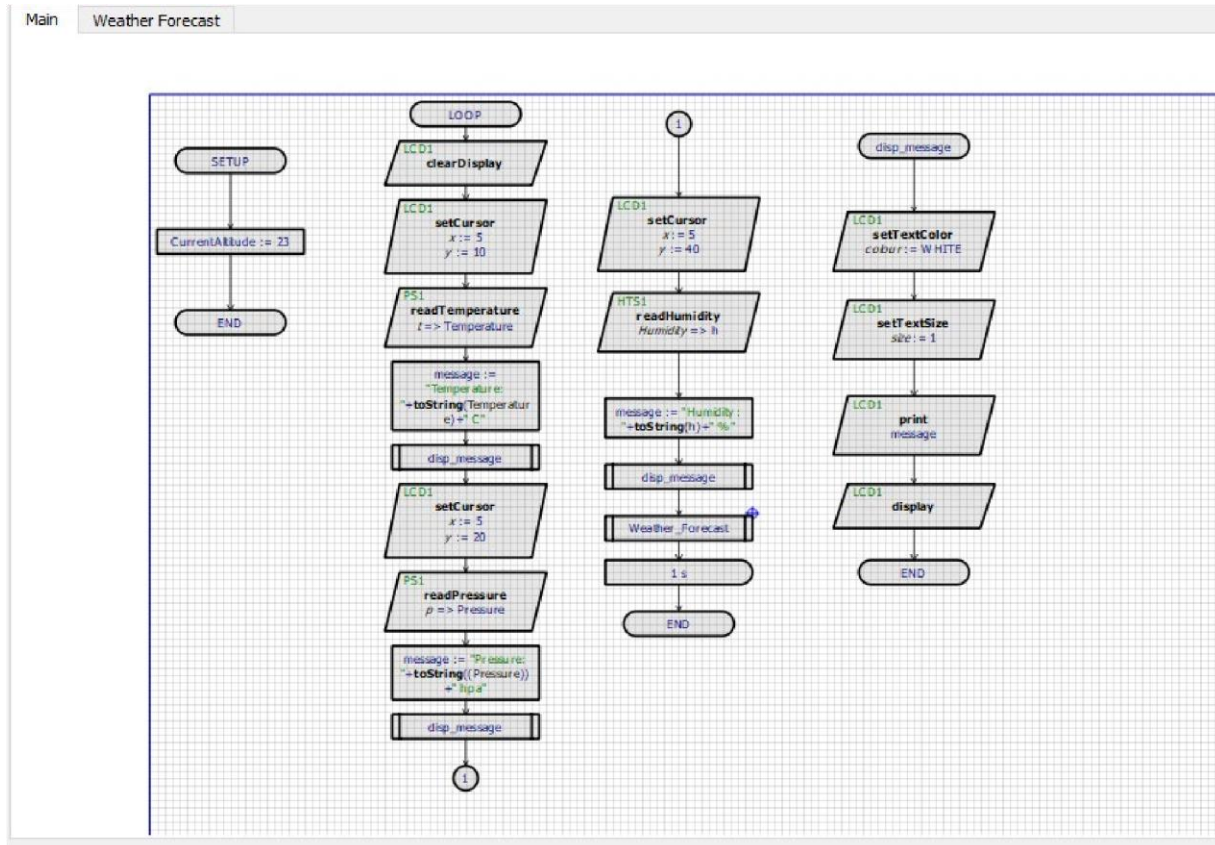 Main
Weather Forecast
SETUP
CurrentAltitude := 23
END
LOOP
LCD1
clearDisplay
LCD1
setCursor
x := 5
y := 10
PS1
readTemperature
t => Temperature
message :=
"Temperature:
"+toString(Temperatur
e)+" C"
disp_message
LCD1
setCursor
x := 5
y := 20
PS1
readPressure
p => Pressure
message := "Pressure:
"+toString((Pressure))
+" hpa"
disp_message
1
1
LCD1
setCursor
x := 5
y := 40
HTS1
readHumidity
Humidity => h
message := "Humidity :
"+toString(h)+" %"
disp_message
Weather_Forecast
1 s
END
disp_message
LCD1
setTextColor
colour := WHITE
LCD1
setTextSize
size := 1
LCD1
print
message
LCD1
display
END